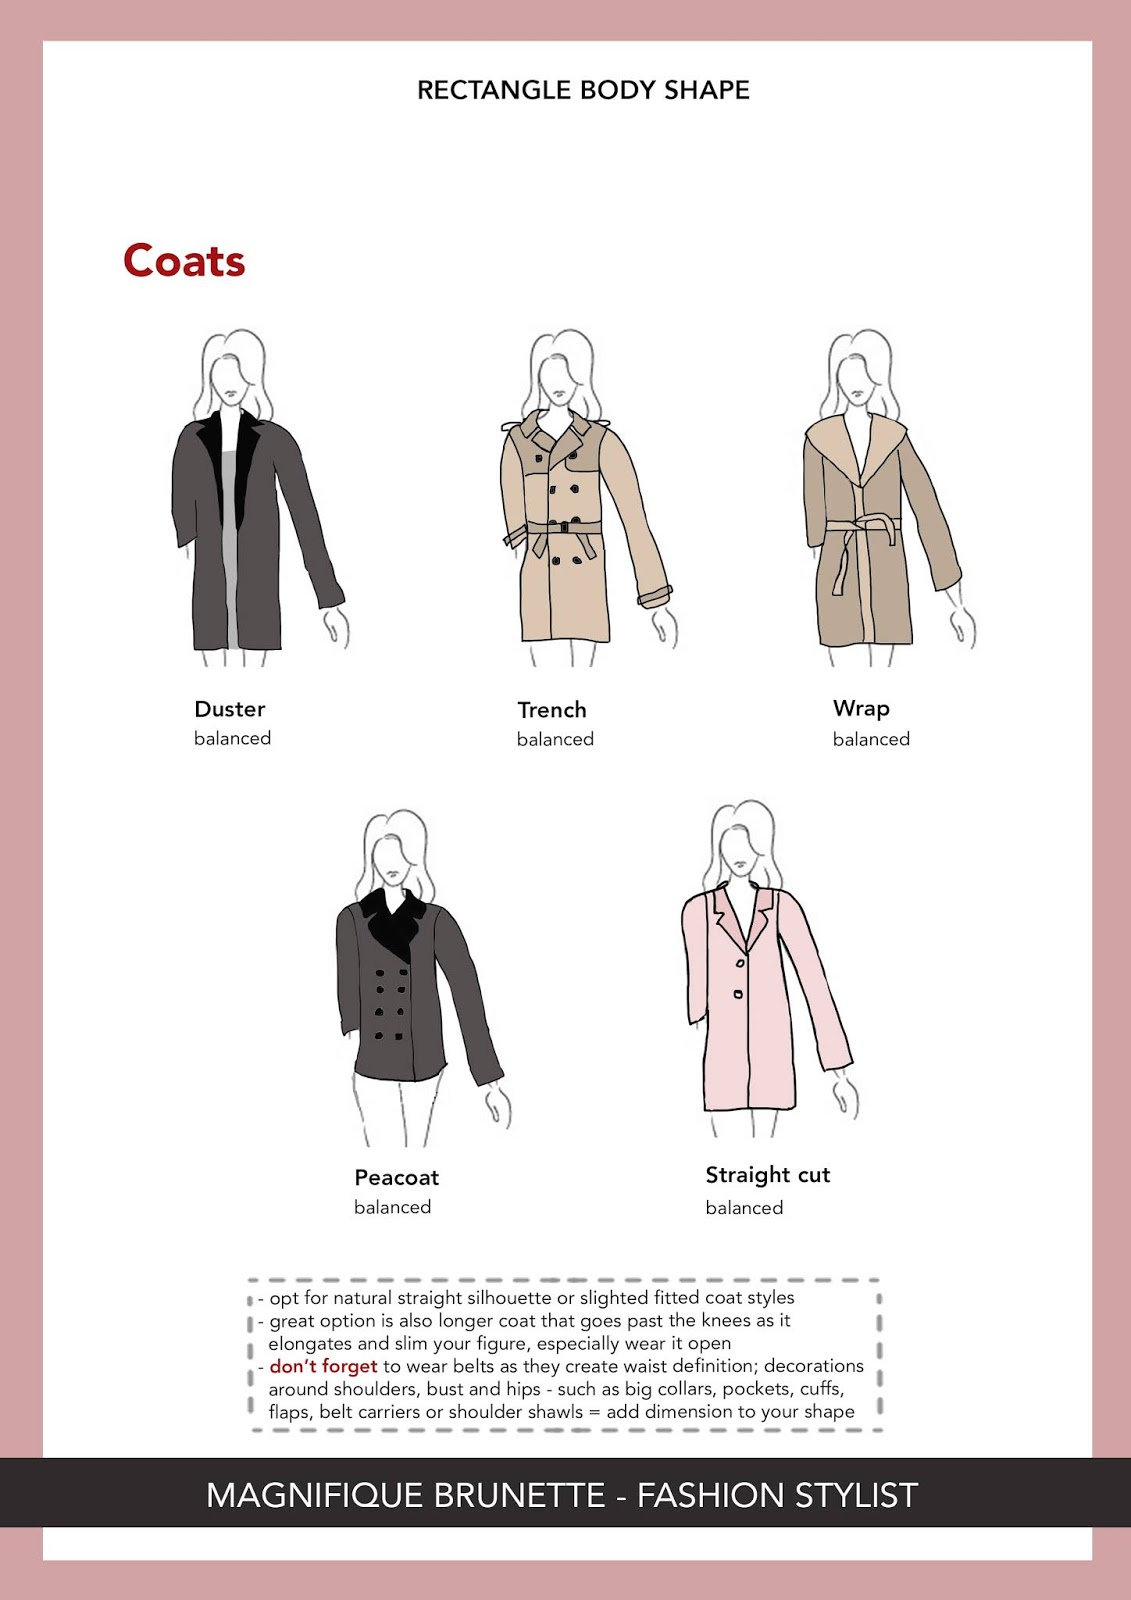 RECTANGLE BODY SHAPE
Coats
Duster
balanced
Trench
balanced
Wrap
balanced
Peacoat
balanced
Straight cut
balanced
- opt for natural straight silhouette or slighted fitted coat styles
- great option is also longer coat that goes past the knees as it
elongates and slim your figure, especially wear it open
- don't forget to wear belts as they create waist definition; decorations
around shoulders, bust and hips - such as big collars, pockets, cuffs,
flaps, belt carriers or shoulder shawls = add dimension to your shape
MAGNIFIQUE BRUNETTE - FASHION STYLIST